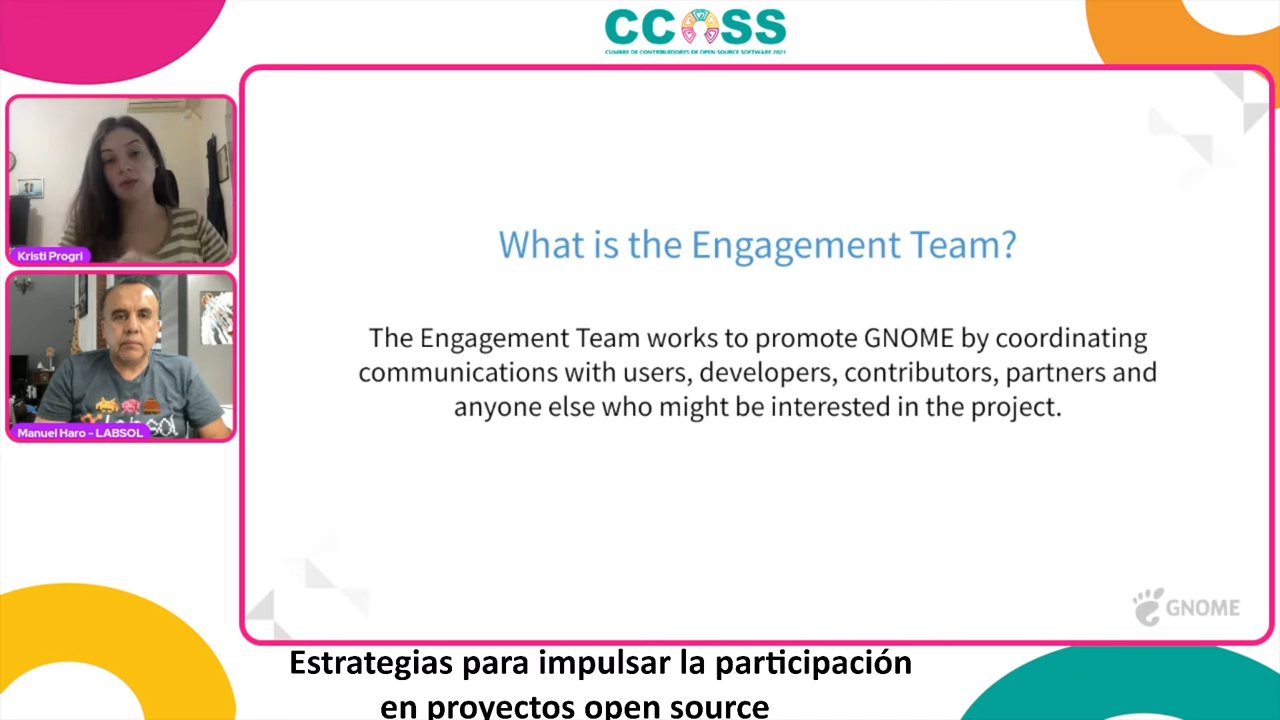 CCOSS
CUMBRE DE CONTRIBUIDORES DE OPEN SOURCE SOFTWARE 2021
Kristi Progri
Manuel Haro - LABSOL
What is the Engagement Team?
The Engagement Team works to promote GNOME by coordinating
communications with users, developers, contributors, partners and
anyone else who might be interested in the project.
GNOME
Estrategias para impulsar la participación
en proyectos open source